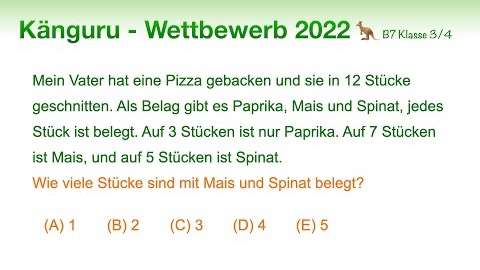 Känguru - Wettbewerb 2022 B7 Klasse 3/4
Mein Vater hat eine Pizza gebacken und sie in 12 Stücke
geschnitten. Als Belag gibt es Paprika, Mais und Spinat, jedes
Stück ist belegt. Auf 3 Stücken ist nur Paprika. Auf 7 Stücken
ist Mais, und auf 5 Stücken ist Spinat.
Wie viele Stücke sind mit Mais und Spinat belegt?
(A) 1 (B) 2 (C) 3 (D) 4 (E) 5